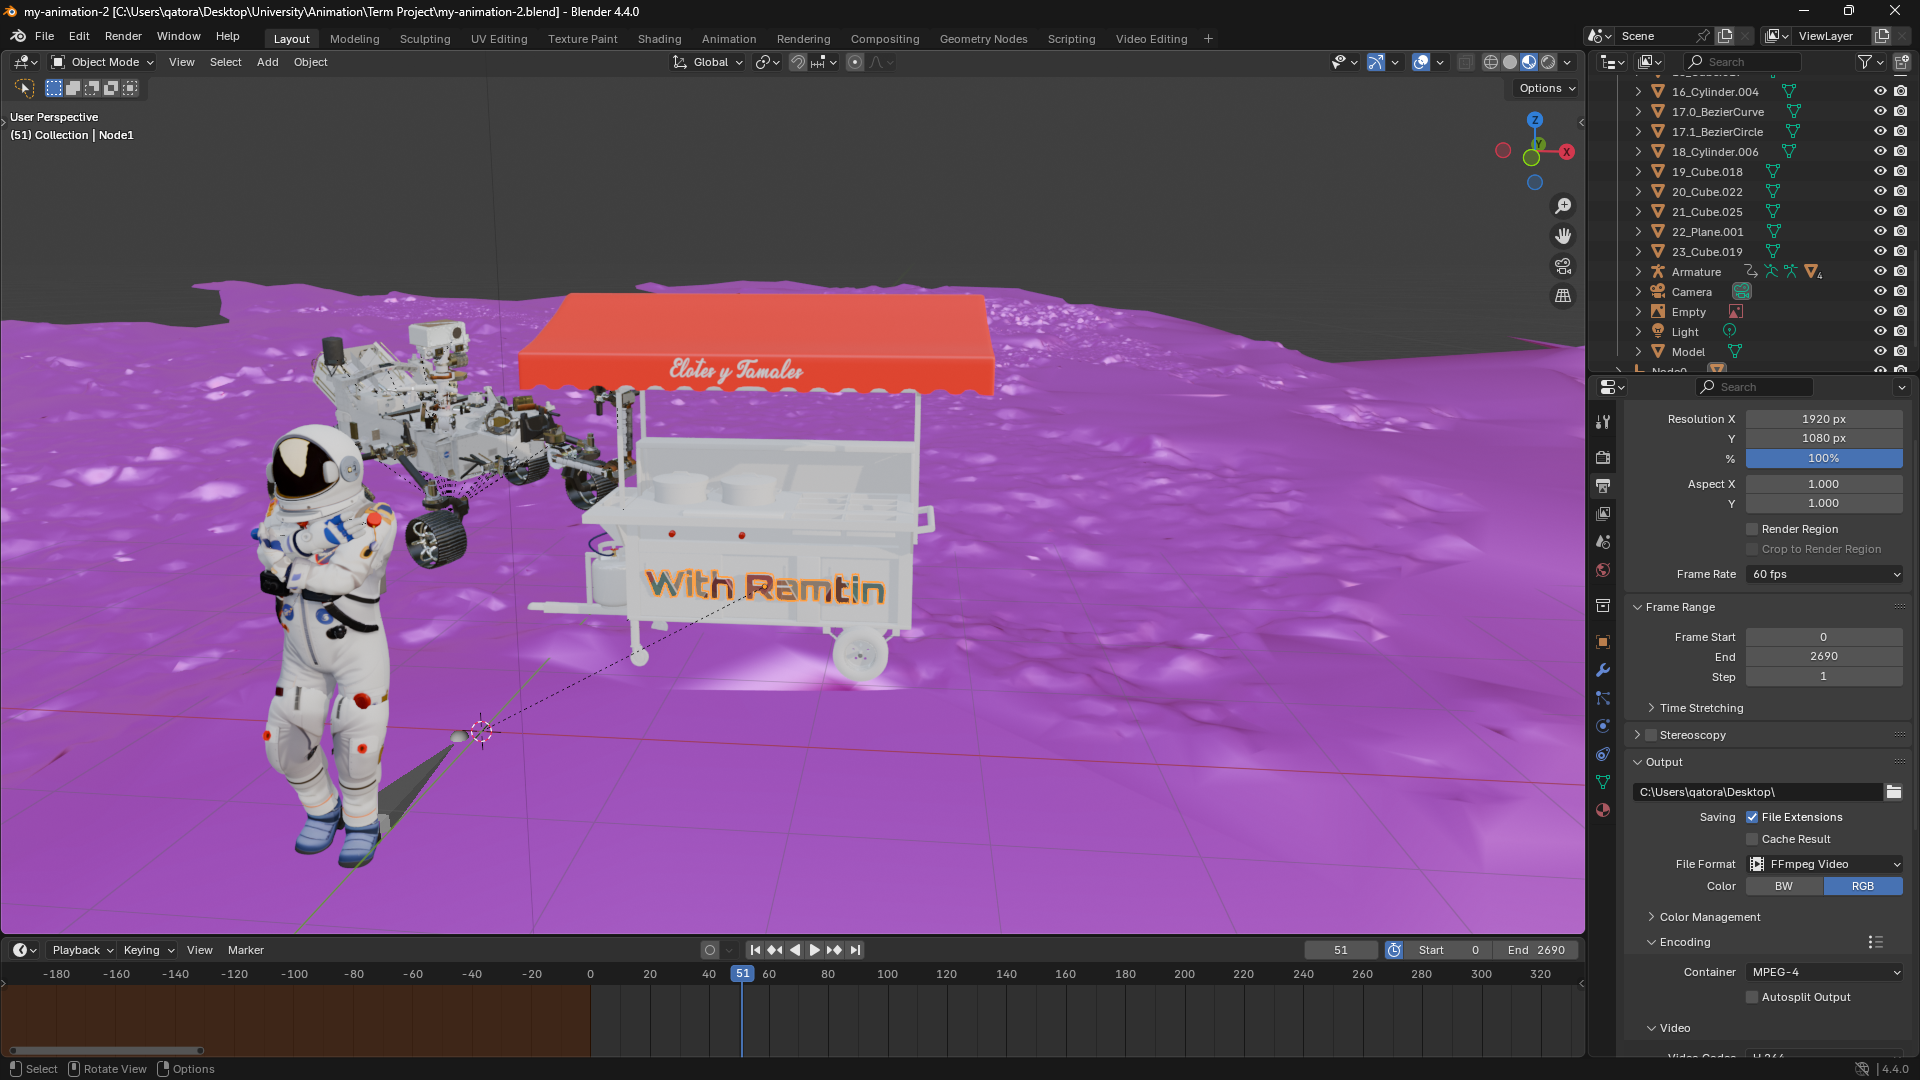 my-animation-2 [C:\Users\qatora\Desktop\University\Animation\Term Project\my-animation-2.blend] - Blender 4.4.0
File Edit Render Window Help Layout Modeling Sculpting UV Editing Texture Paint Shading Animation Rendering Compositing Geometry Nodes Scripting Video Editing + Scene ViewLayer
Object Mode View Select Add Object Global Search
Options
User Perspective
(51) Collection | Node1
Z
Y
X
Elotes y Tamales
With Ramtin
16_Cylinder.004
17.0_BezierCurve
17.1_BezierCircle
18_Cylinder.006
19_Cube.018
20_Cube.022
21_Cube.025
22_Plane.001
23_Cube.019
Armature 4
Camera
Empty
Light
Model
Search
Resolution X 1920 px
Y 1080 px
% 100%
Aspect X 1.000
Y 1.000
Render Region
Crop to Render Region
Frame Rate 60 fps
Frame Range
Frame Start 0
End 2690
Step 1
Time Stretching
Stereoscopy
Output
C:\Users\qatora\Desktop\
Saving File Extensions
Cache Result
File Format FFmpeg Video
Color BW RGB
Color Management
Encoding
Container MPEG-4
Autosplit Output
Video
Playback Keying View Marker 51 Start 0 End 2690
-180 -160 -140 -120 -100 -80 -60 -40 -20 0 20 40 51 60 80 100 120 140 160 180 200 220 240 260 280 300 320
Select Rotate View Options 4.4.0